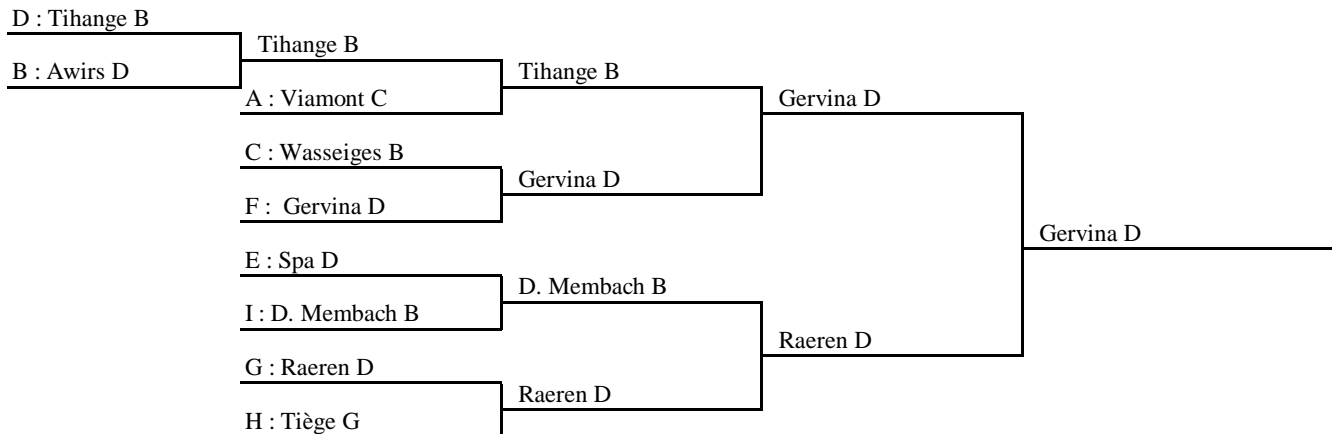 D : Tihange B
Tihange B
B : Awirs D
Tihange B
A : Viamont C
Gervina D
C : Wasseiges B
Gervina D
F :  Gervina D
Gervina D
E : Spa D
D. Membach B
I : D. Membach B
Raeren D
G : Raeren D
Raeren D
H : Tiège G